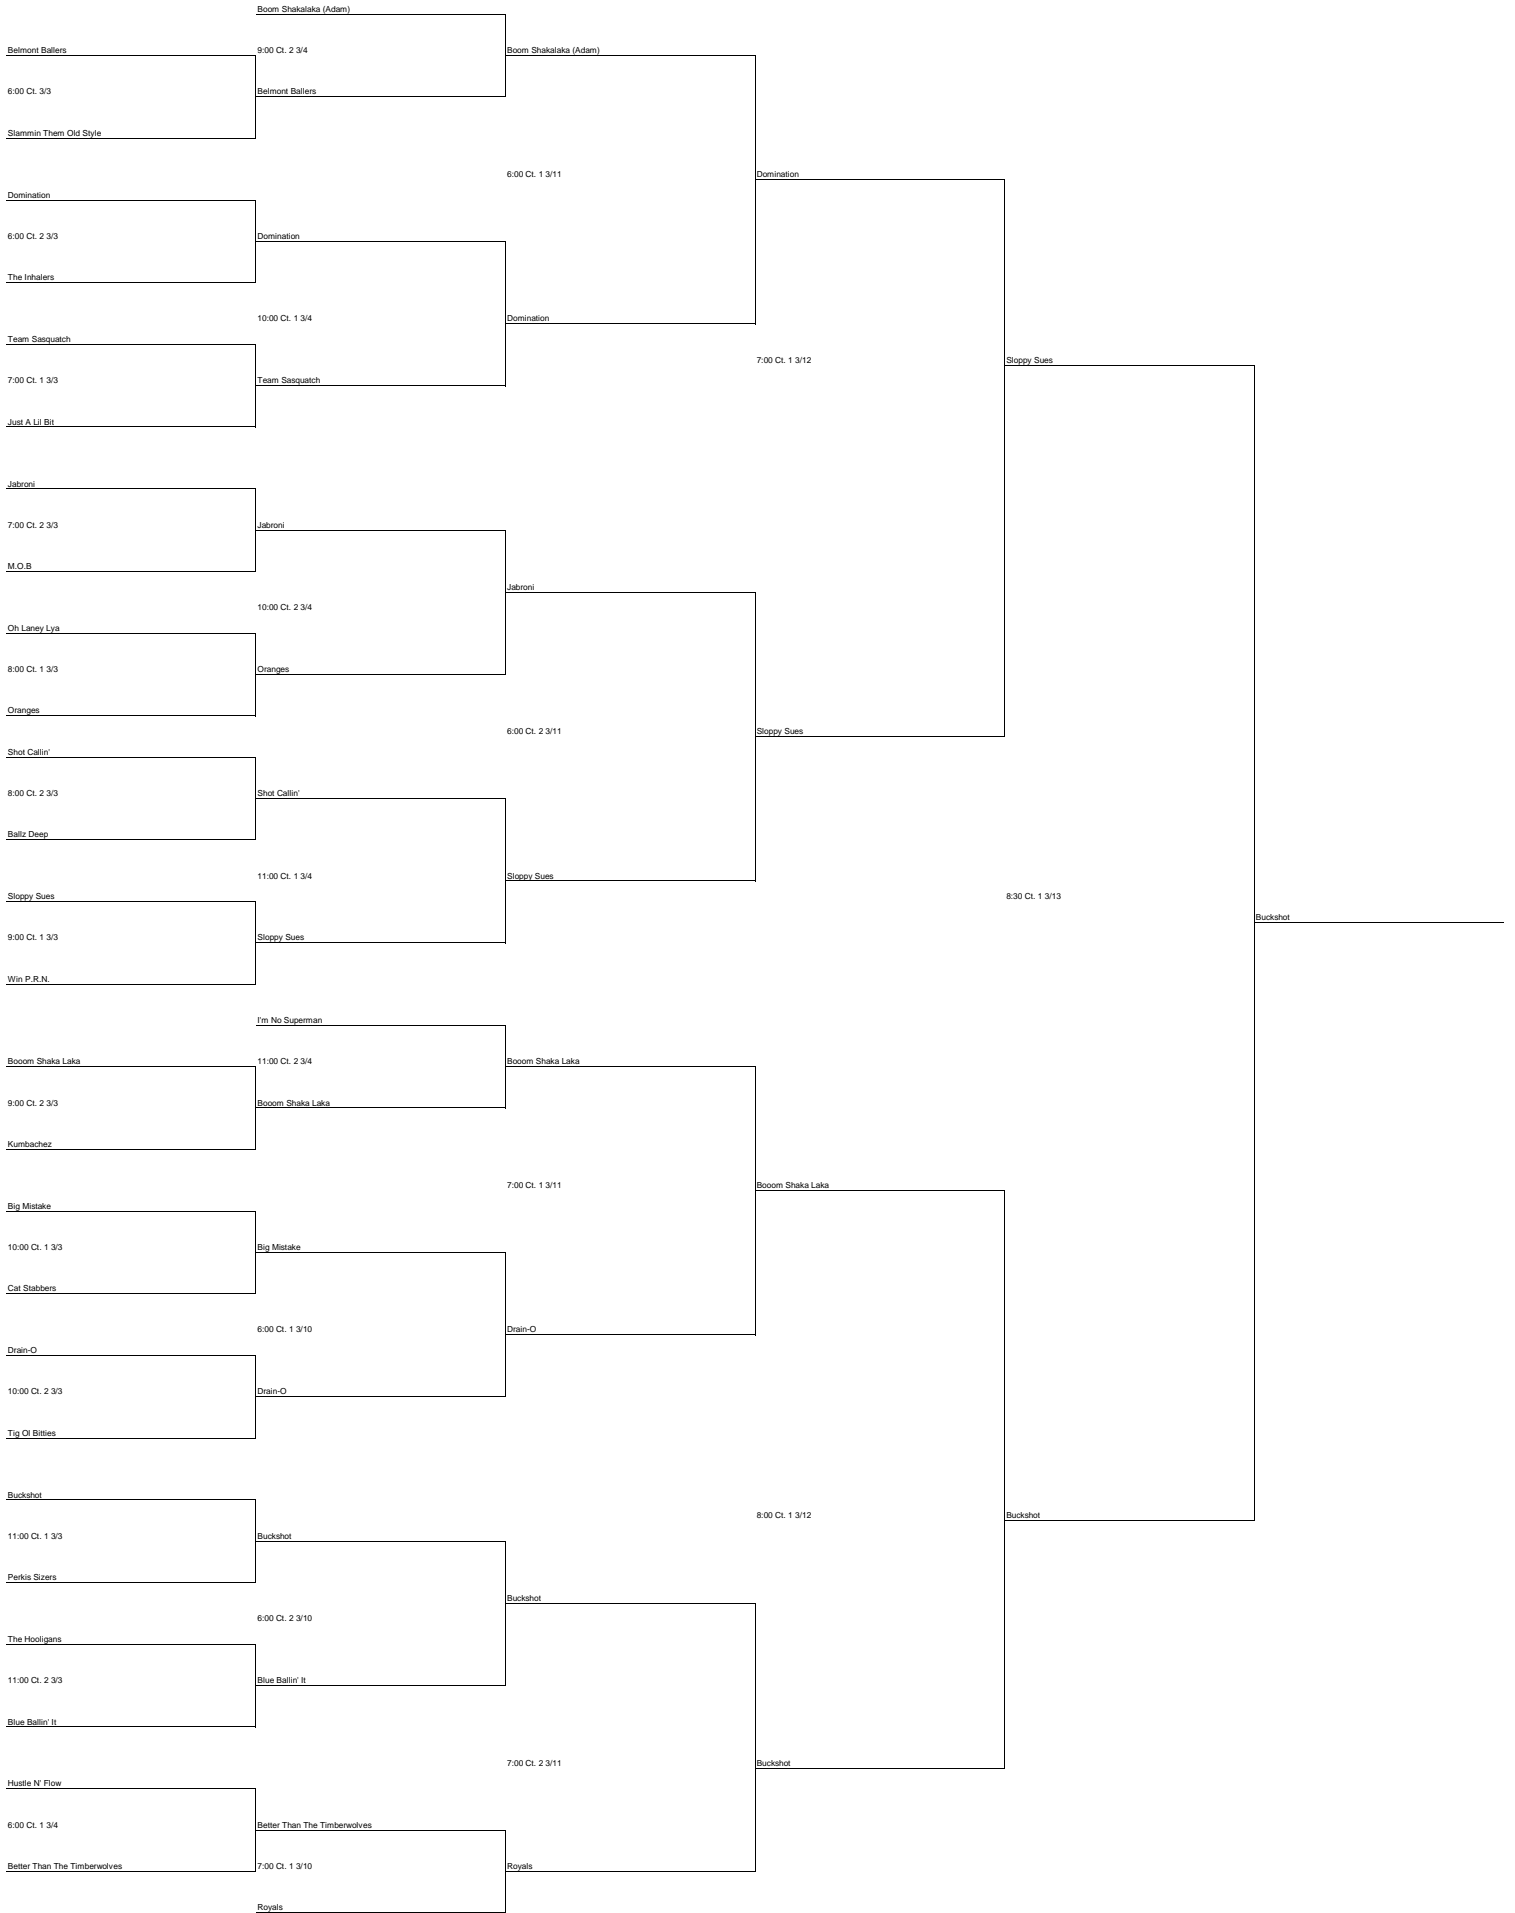 Boom Shakalaka (Adam)
Belmont Ballers
9:00 Ct. 2 3/4
Boom Shakalaka (Adam)
6:00 Ct. 3/3
Belmont Ballers
Slammin Them Old Style
6:00 Ct. 1 3/11
Domination
Domination
6:00 Ct. 2 3/3
Domination
The Inhalers
10:00 Ct. 1 3/4
Domination
Team Sasquatch
7:00 Ct. 1 3/12
Sloppy Sues
7:00 Ct. 1 3/3
Team Sasquatch
Just A Lil Bit
Jabroni
7:00 Ct. 2 3/3
Jabroni
M.O.B
Jabroni
10:00 Ct. 2 3/4
Oh Laney Lya
8:00 Ct. 1 3/3
Oranges
Oranges
6:00 Ct. 2 3/11
Sloppy Sues
Shot Callin'
8:00 Ct. 2 3/3
Shot Callin'
Ballz Deep
11:00 Ct. 1 3/4
Sloppy Sues
Sloppy Sues
8:30 Ct. 1 3/13
Buckshot
9:00 Ct. 1 3/3
Sloppy Sues
Win P.R.N.
I'm No Superman
Booom Shaka Laka
11:00 Ct. 2 3/4
Booom Shaka Laka
9:00 Ct. 2 3/3
Booom Shaka Laka
Kumbachez
7:00 Ct. 1 3/11
Booom Shaka Laka
Big Mistake
10:00 Ct. 1 3/3
Big Mistake
Cat Stabbers
6:00 Ct. 1 3/10
Drain-O
Drain-O
10:00 Ct. 2 3/3
Drain-O
Tig Ol Bitties
Buckshot
8:00 Ct. 1 3/12
Buckshot
11:00 Ct. 1 3/3
Buckshot
Perkis Sizers
Buckshot
6:00 Ct. 2 3/10
The Hooligans
11:00 Ct. 2 3/3
Blue Ballin' It
Blue Ballin' It
7:00 Ct. 2 3/11
Buckshot
Hustle N' Flow
6:00 Ct. 1 3/4
Better Than The Timberwolves
Better Than The Timberwolves
7:00 Ct. 1 3/10
Royals
Royals